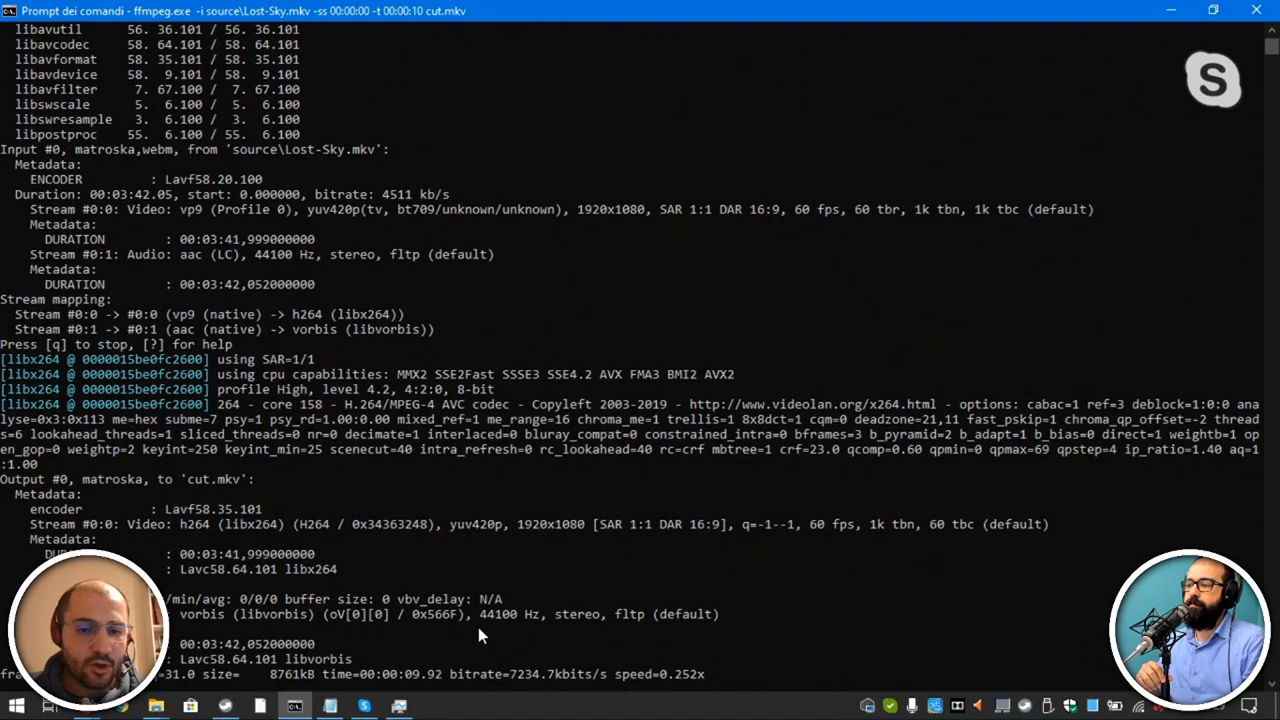 Prompt dei comandi - ffmpeg.exe -i source\Lost-Sky.mkv -ss 00:00:00 -t 00:00:10 cut.mkv
libavutil 56. 36.101 / 56. 36.101
libavcodec 58. 64.101 / 58. 64.101
libavformat 58. 35.101 / 58. 35.101
libavdevice 58. 9.101 / 58. 9.101
libavfilter 7. 67.100 / 7. 67.100
libswscale 5. 6.100 / 5. 6.100
libswresample 3. 6.100 / 3. 6.100
libpostproc 55. 6.100 / 55. 6.100
Input #0, matroska,webm, from 'source\Lost-Sky.mkv':
Metadata:
ENCODER : Lavf58.20.100
Duration: 00:03:42.05, start: 0.000000, bitrate: 4511 kb/s
Stream #0:0: Video: vp9 (Profile 0), yuv420p(tv, bt709/unknown/unknown), 1920x1080, SAR 1:1 DAR 16:9, 60 fps, 60 tbr, 1k tbn, 1k tbc (default)
Metadata:
DURATION : 00:03:41,999000000
Stream #0:1: Audio: aac (LC), 44100 Hz, stereo, fltp (default)
Metadata:
DURATION : 00:03:42,052000000
Stream mapping:
Stream #0:0 -> #0:0 (vp9 (native) -> h264 (libx264))
Stream #0:1 -> #0:1 (aac (native) -> vorbis (libvorbis))
Press [q] to stop, [?] for help
[libx264 @ 0000015be0fc2600] using SAR=1/1
[libx264 @ 0000015be0fc2600] using cpu capabilities: MMX2 SSE2Fast SSSE3 SSE4.2 AVX FMA3 BMI2 AVX2
[libx264 @ 0000015be0fc2600] profile High, level 4.2, 4:2:0, 8-bit
[libx264 @ 0000015be0fc2600] 264 - core 158 - H.264/MPEG-4 AVC codec - Copyleft 2003-2019 - http://www.videolan.org/x264.html - options: cabac=1 ref=3 deblock=1:0:0 ana
lyse=0x3:0x113 me=hex subme=7 psy=1 psy_rd=1.00:0.00 mixed_ref=1 me_range=16 chroma_me=1 trellis=1 8x8dct=1 cqm=0 deadzone=21,11 fast_pskip=1 chroma_qp_offset=-2 thread
s=6 lookahead_threads=1 sliced_threads=0 nr=0 decimate=1 interlaced=0 bluray_compat=0 constrained_intra=0 bframes=3 b_pyramid=2 b_adapt=1 b_bias=0 direct=1 weightb=1 op
en_gop=0 weightp=2 keyint=250 keyint_min=25 scenecut=40 intra_refresh=0 rc_lookahead=40 rc=crf mbtree=1 crf=23.0 qcomp=0.60 qpmin=0 qpmax=69 qpstep=4 ip_ratio=1.40 aq=1
:1.00
Output #0, matroska, to 'cut.mkv':
Metadata:
encoder : Lavf58.35.101
Stream #0:0: Video: h264 (libx264) (H264 / 0x34363248), yuv420p, 1920x1080 [SAR 1:1 DAR 16:9], q=-1--1, 60 fps, 1k tbn, 60 tbc (default)
Metadata:
: 00:03:41,999000000
: Lavc58.64.101 libx264
/min/avg: 0/0/0 buffer size: 0 vbv_delay: N/A
vorbis (libvorbis) (oV[0][0] / 0x566F), 44100 Hz, stereo, fltp (default)
: 00:03:42,052000000
: Lavc58.64.101 libvorbis
=31.0 size= 8761kB time=00:00:09.92 bitrate=7234.7kbits/s speed=0.252x